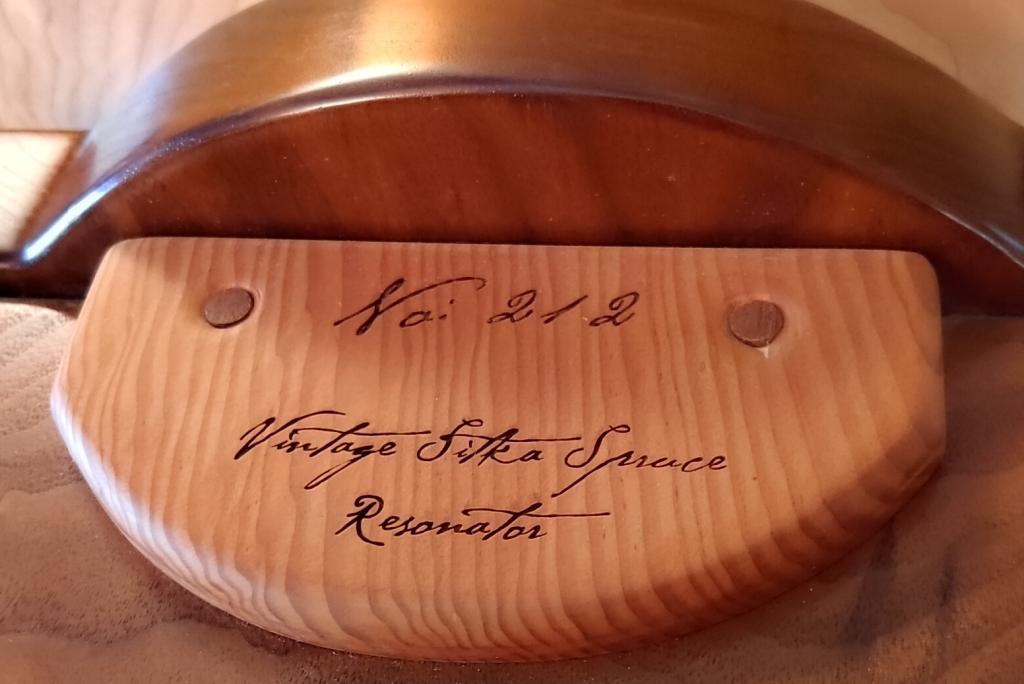 No: 212
Vintage Sitka Spruce
Resonator